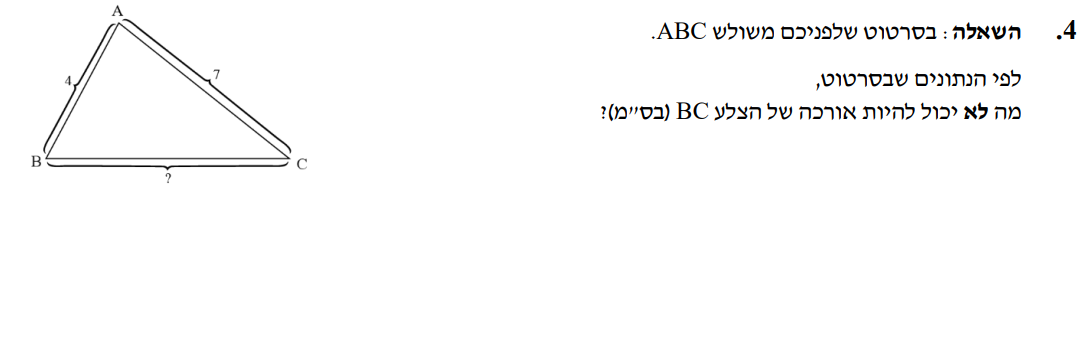 4. השאלה : בסרטוט שלפניכם משולש ABC.
לפי הנתונים שבסרטוט,
מה לא יכול להיות אורכה של הצלע BC (בס״מ)?
A
7
4
B
C
?